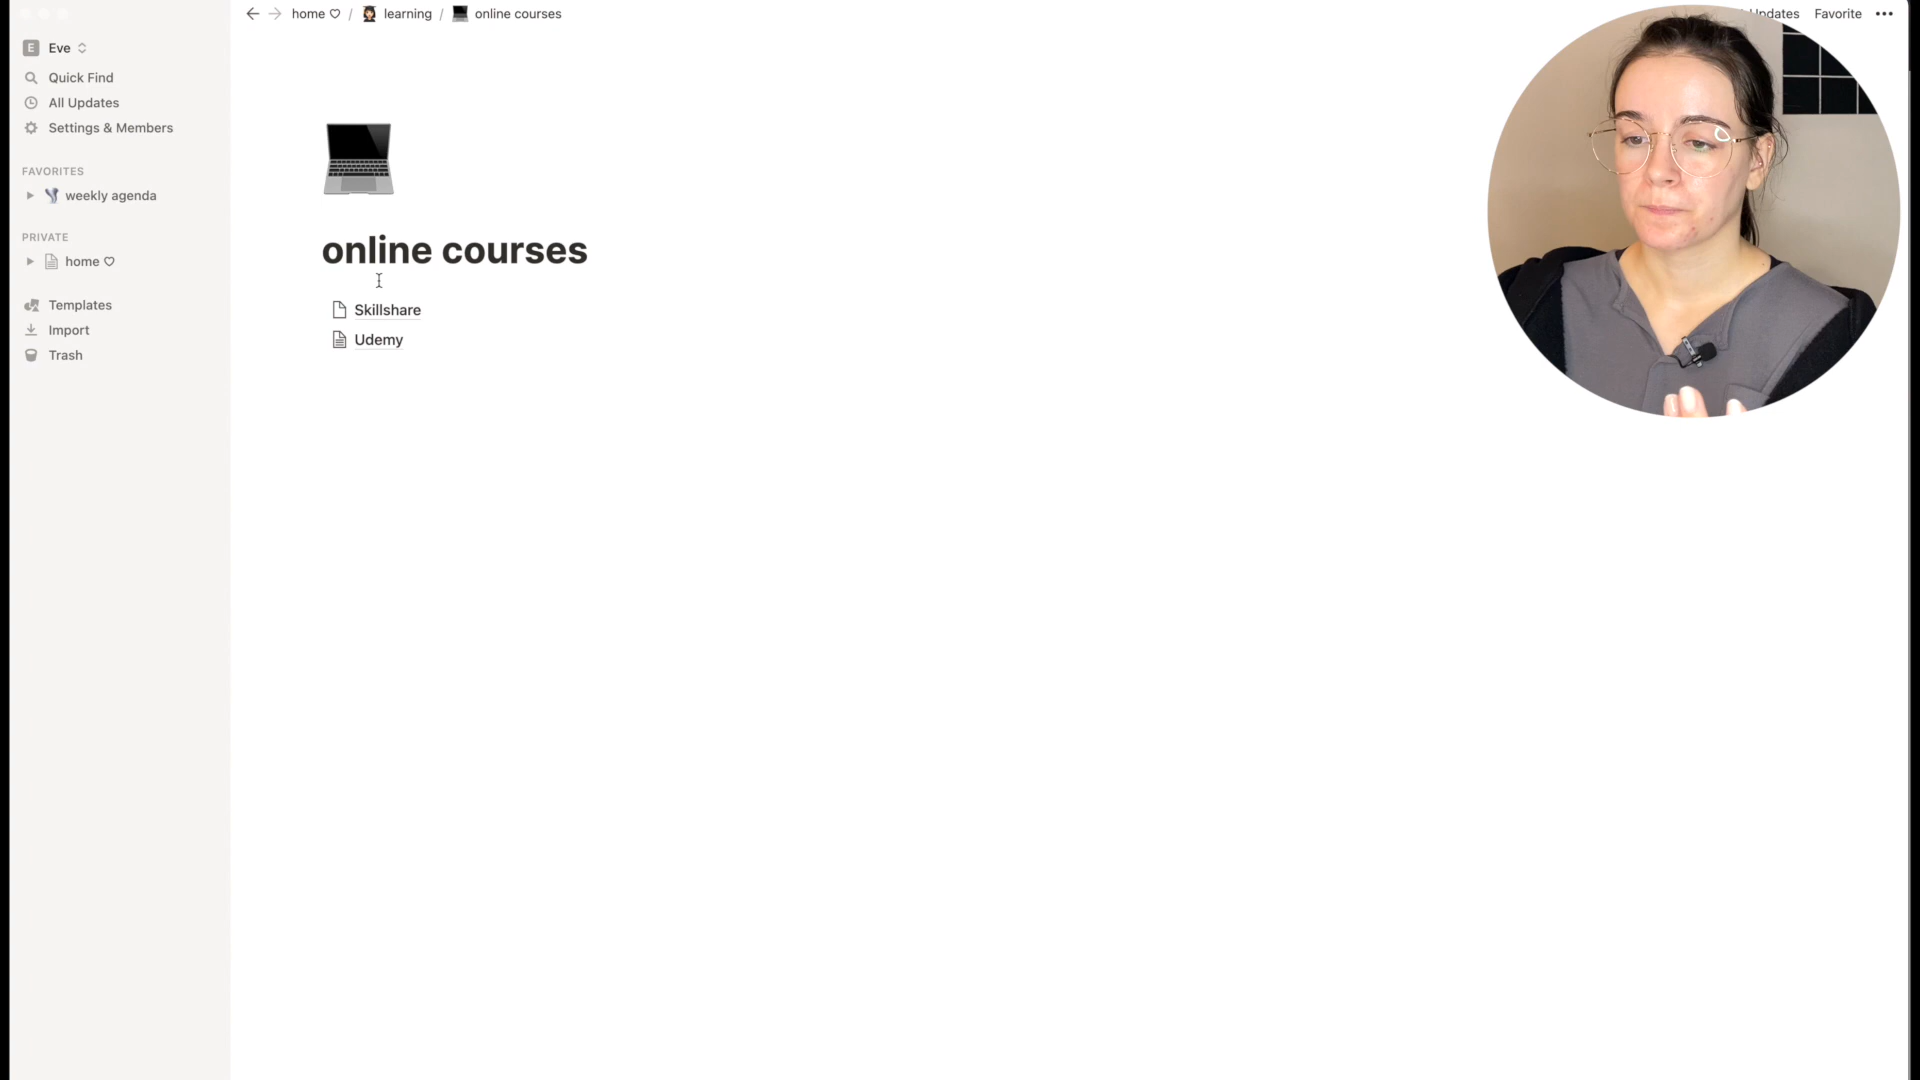 home ♡ / learning / online courses
Updates Favorite
E Eve
Quick Find
All Updates
Settings & Members
FAVORITES
weekly agenda
PRIVATE
home ♡
Templates
Import
Trash
online courses
Skillshare
Udemy